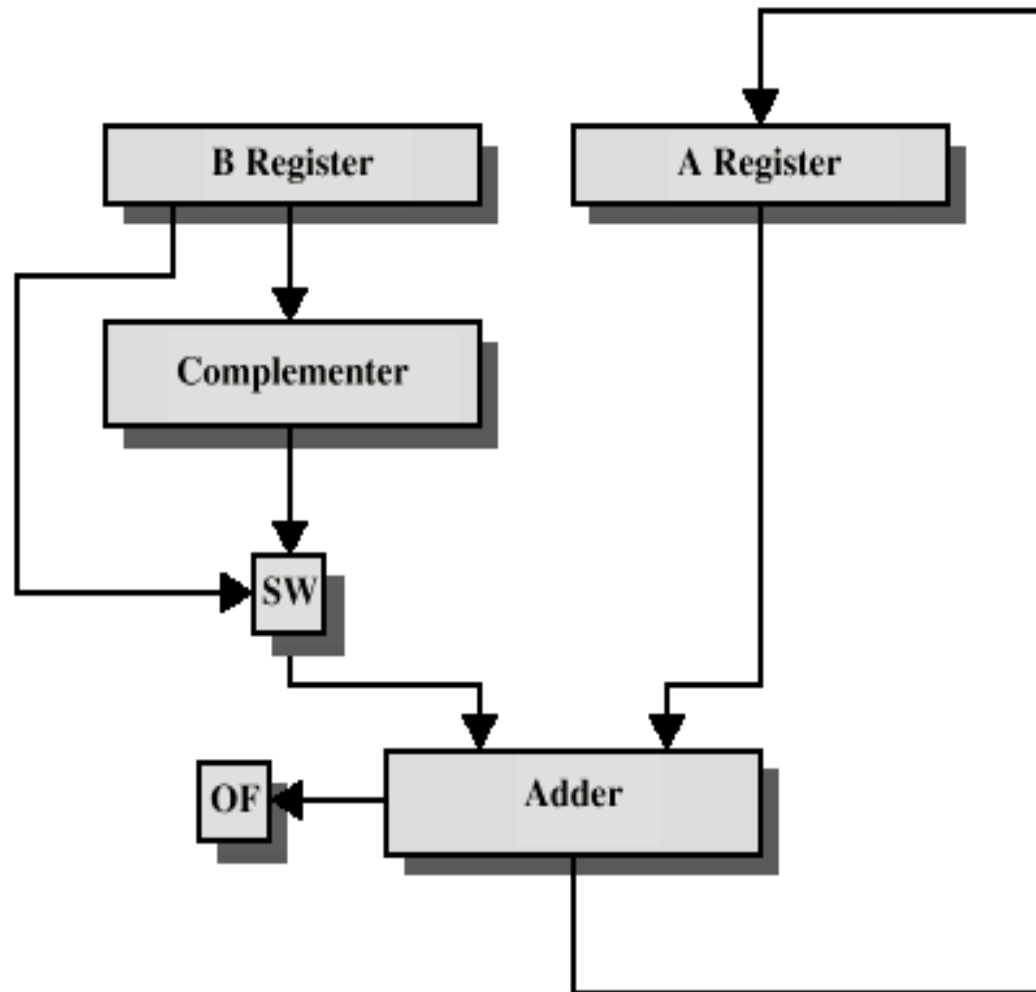 B Register
A Register
Complementer
SW
OF
Adder